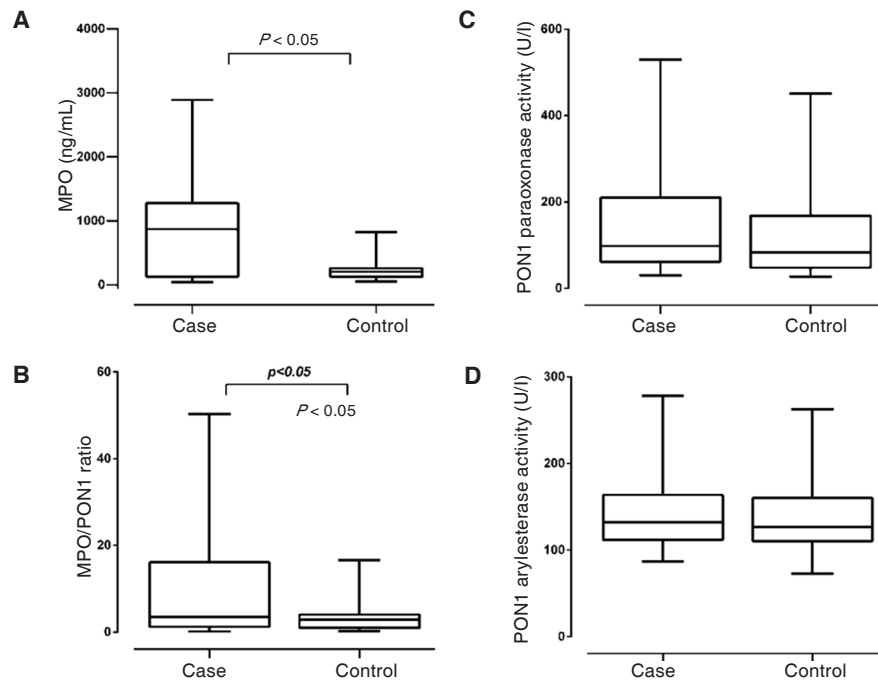 A
4000
3000
2000
1000
0
MPO (ng/mL)
P < 0.05
Case
Control
B
60
40
20
0
MPO/PON1 ratio
p<0.05
P < 0.05
Case
Control
C
600
400
200
0
PON1 paraoxonase activity (U/l)
Case
Control
D
300
200
100
0
PON1 arylesterase activity (U/l)
Case
Control